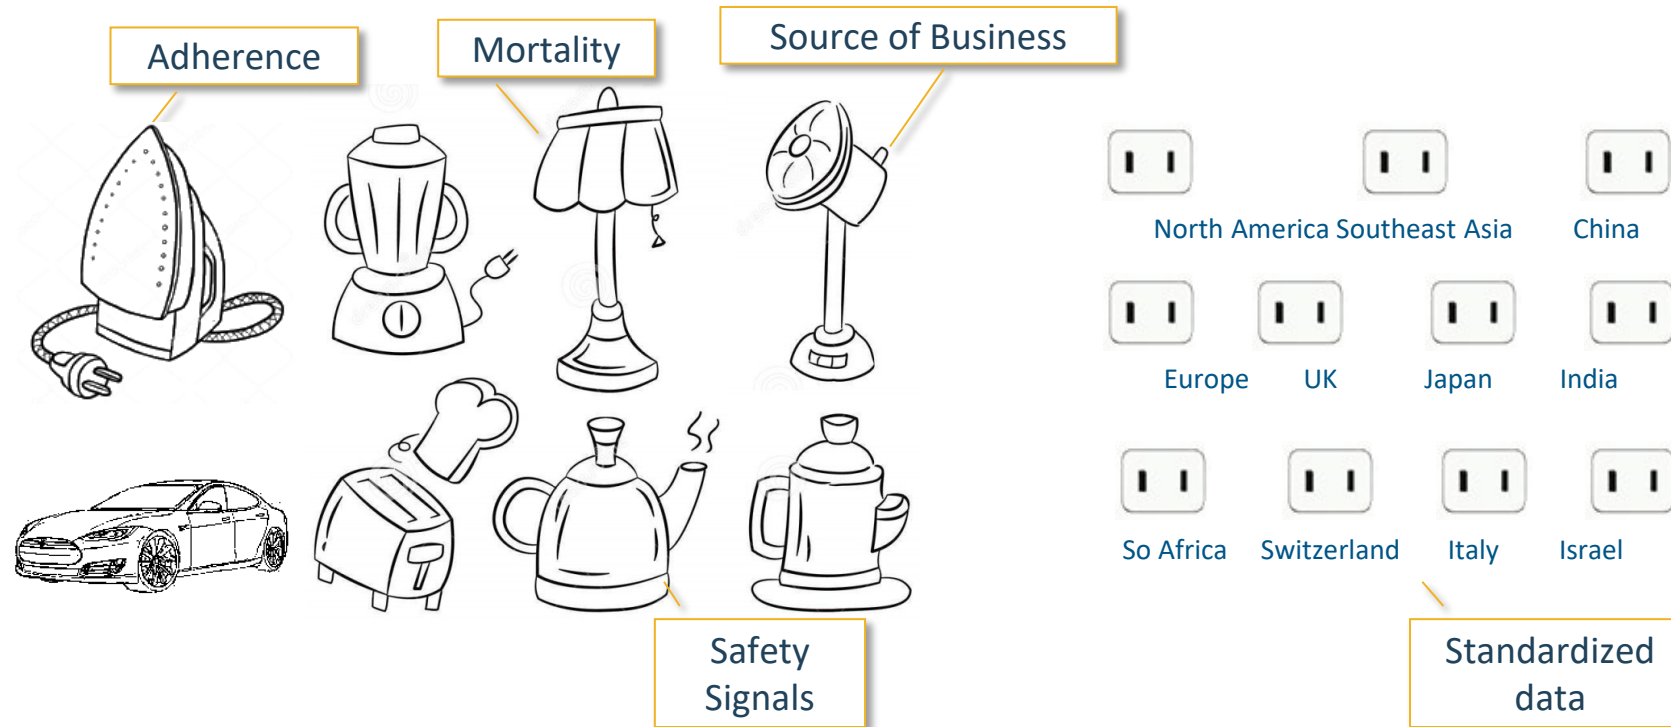 Adherence
Mortality
Source of Business
North America
Southeast Asia
China
Europe
UK
Japan
India
So Africa
Switzerland
Italy
Israel
Safety
Signals
Standardized
data